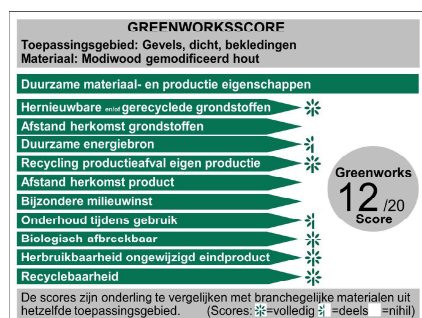 GREENWORKSSCORE
Toepassingsgebied: Gevels, dicht, bekledingen
Materiaal: Modiwood gemodificeerd hout
Duurzame materiaal- en productie eigenschappen
Hernieuwbare en/of gerecyclede grondstoffen
Afstand herkomst grondstoffen
Duurzame energiebron
Recycling productieafval eigen productie
Afstand herkomst product
Bijzondere milieuwinst
Onderhoud tijdens gebruik
Biologisch afbreekbaar
Herbruikbaarheid ongewijzigd eindproduct
Recyclebaarheid
Greenworks
12 /20
Score
De scores zijn onderling te vergelijken met branchegelijke materialen uit
hetzelfde toepassingsgebied. (Scores: =volledig =deels =nihil)